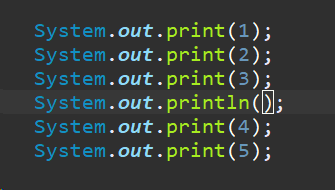 System.out.print(1);
System.out.print(2);
System.out.print(3);
System.out.println();
System.out.print(4);
System.out.print(5);